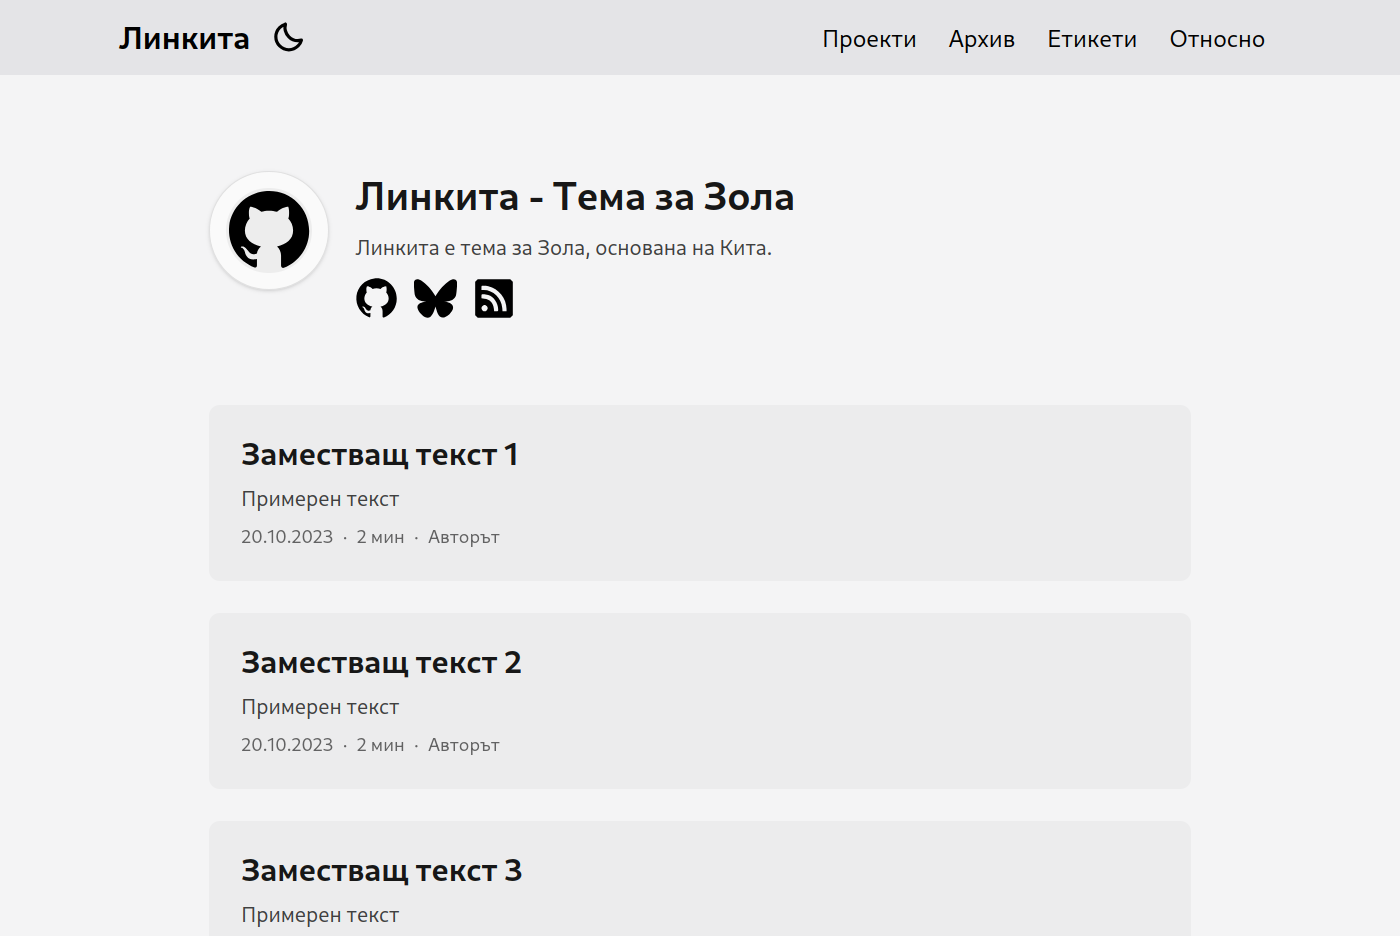 Линкита
Проекти Архив Етикети Относно
Линкита - Тема за Зола
Линкита е тема за Зола, основана на Кита.
Заместващ текст 1
Примерен текст
20.10.2023 · 2 мин · Авторът
Заместващ текст 2
Примерен текст
20.10.2023 · 2 мин · Авторът
Заместващ текст 3
Примерен текст